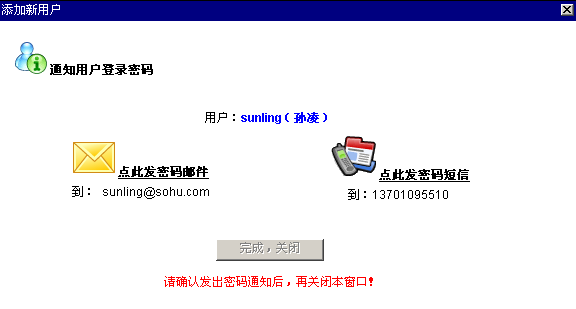 添加新用户
通知用户登录密码
用户：sunling（孙凌）
点此发密码邮件
到： sunling@sohu.com
点此发密码短信
到：13701095510
完成，关闭
请确认发出密码通知后，再关闭本窗口！